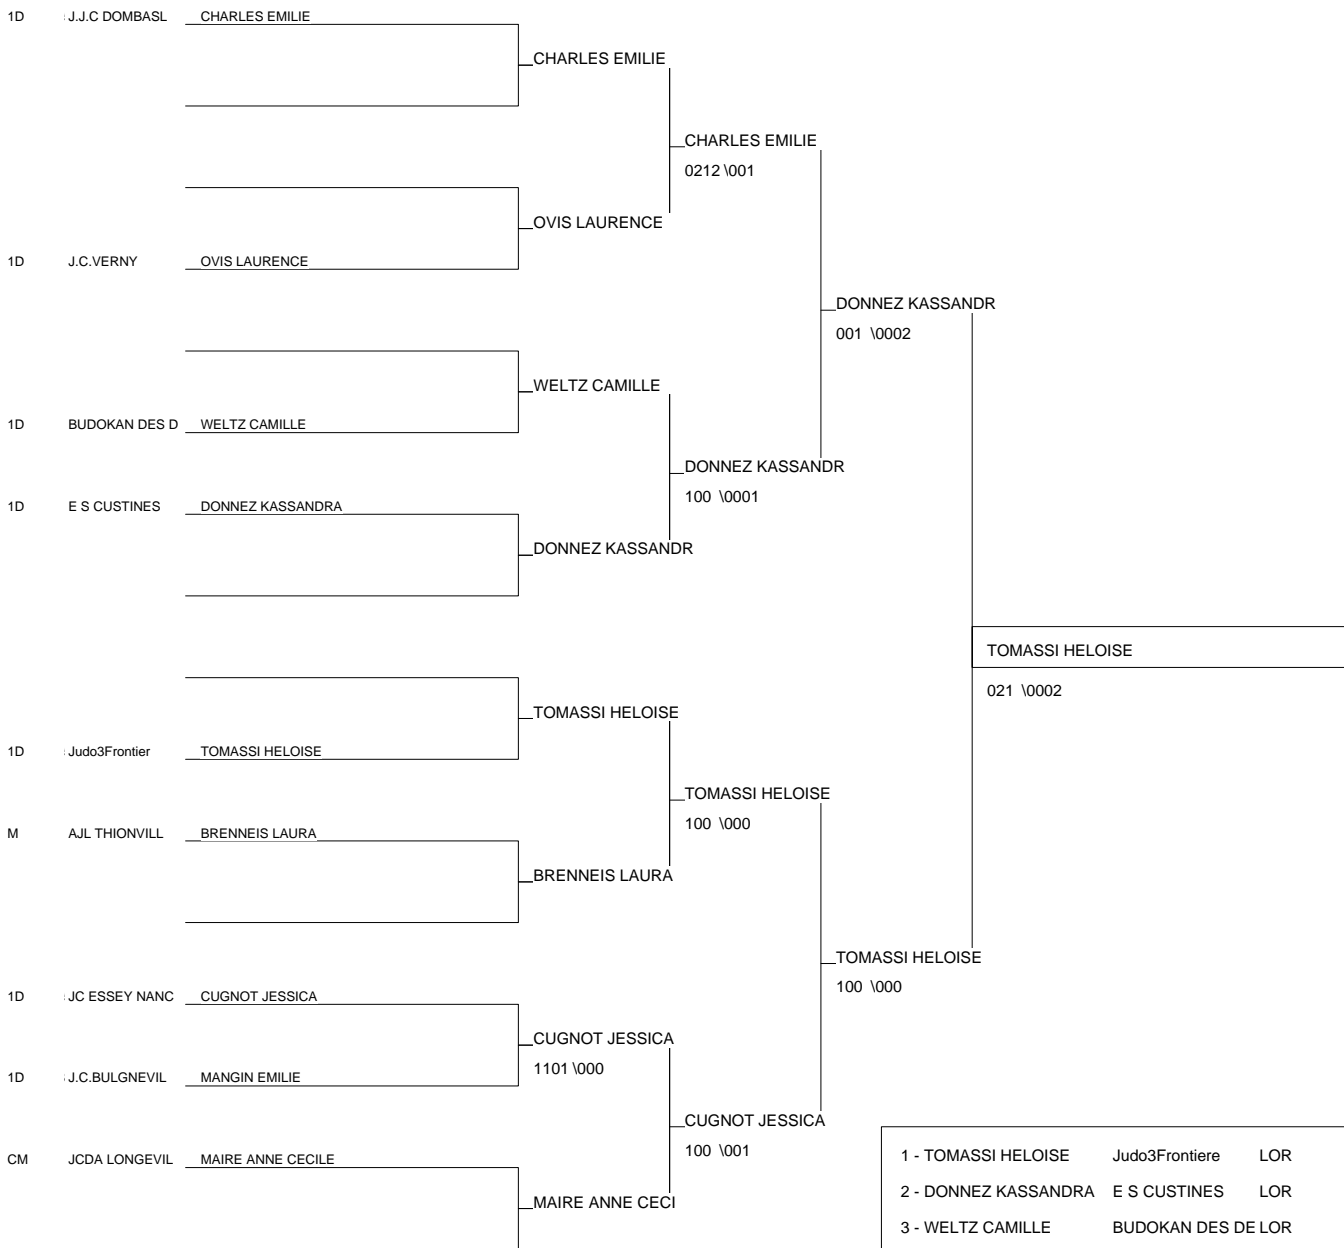 1D : J.J.C DOMBASL CHARLES EMILIE
CHARLES EMILIE
CHARLES EMILIE
0212 \001
OVIS LAURENCE
1D J.C.VERNY OVIS LAURENCE
DONNEZ KASSANDR
001 \0002
WELTZ CAMILLE
1D BUDOKAN DES D WELTZ CAMILLE
DONNEZ KASSANDR
100 \0001
1D E S CUSTINES DONNEZ KASSANDRA
DONNEZ KASSANDR
TOMASSI HELOISE
021 \0002
TOMASSI HELOISE
1D : Judo3Frontier TOMASSI HELOISE
TOMASSI HELOISE
100 \000
M AJL THIONVILL BRENNEIS LAURA
BRENNEIS LAURA
TOMASSI HELOISE
100 \000
1D : JC ESSEY NANC CUGNOT JESSICA
CUGNOT JESSICA
1101 \000
1D J.C.BULGNEVIL MANGIN EMILIE
CUGNOT JESSICA
100 \001
CM JCDA LONGEVIL MAIRE ANNE CECILE
MAIRE ANNE CECI
1 - TOMASSI HELOISE Judo3Frontiere LOR
2 - DONNEZ KASSANDRA E S CUSTINES LOR
3 - WELTZ CAMILLE BUDOKAN DES DE LOR